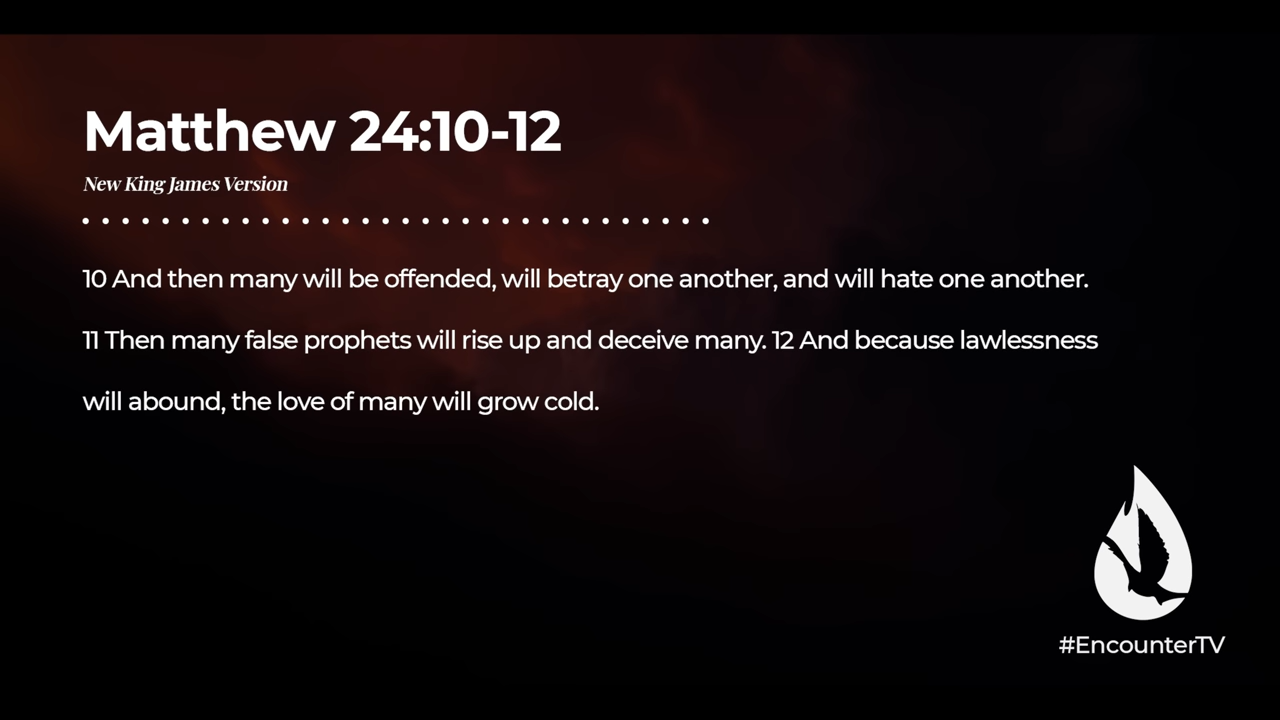 Matthew 24:10-12
New King James Version
10 And then many will be offended, will betray one another, and will hate one another.
11 Then many false prophets will rise up and deceive many. 12 And because lawlessness
will abound, the love of many will grow cold.
#EncounterTV